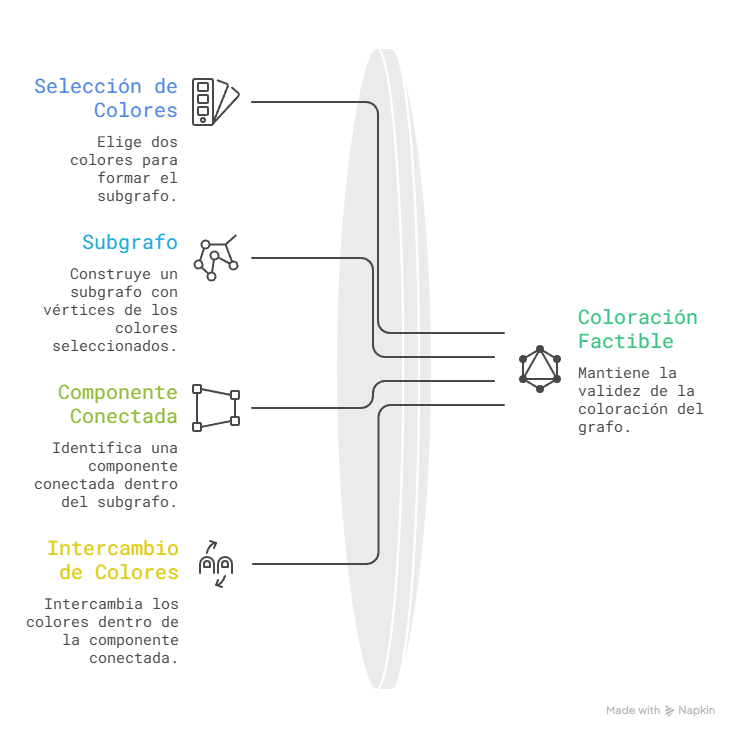 Selección de
Colores
Elige dos
colores para
formar el
subgrafo.
Subgrafo
Construye un
subgrafo con
vértices de los
colores
seleccionados.
Componente
Conectada
Identifica una
componente
conectada dentro
del subgrafo.
Intercambio
de Colores
Intercambia los
colores dentro de
la componente
conectada.
Coloración
Factible
Mantiene la
validez de la
coloración del
grafo.
Made with Napkin